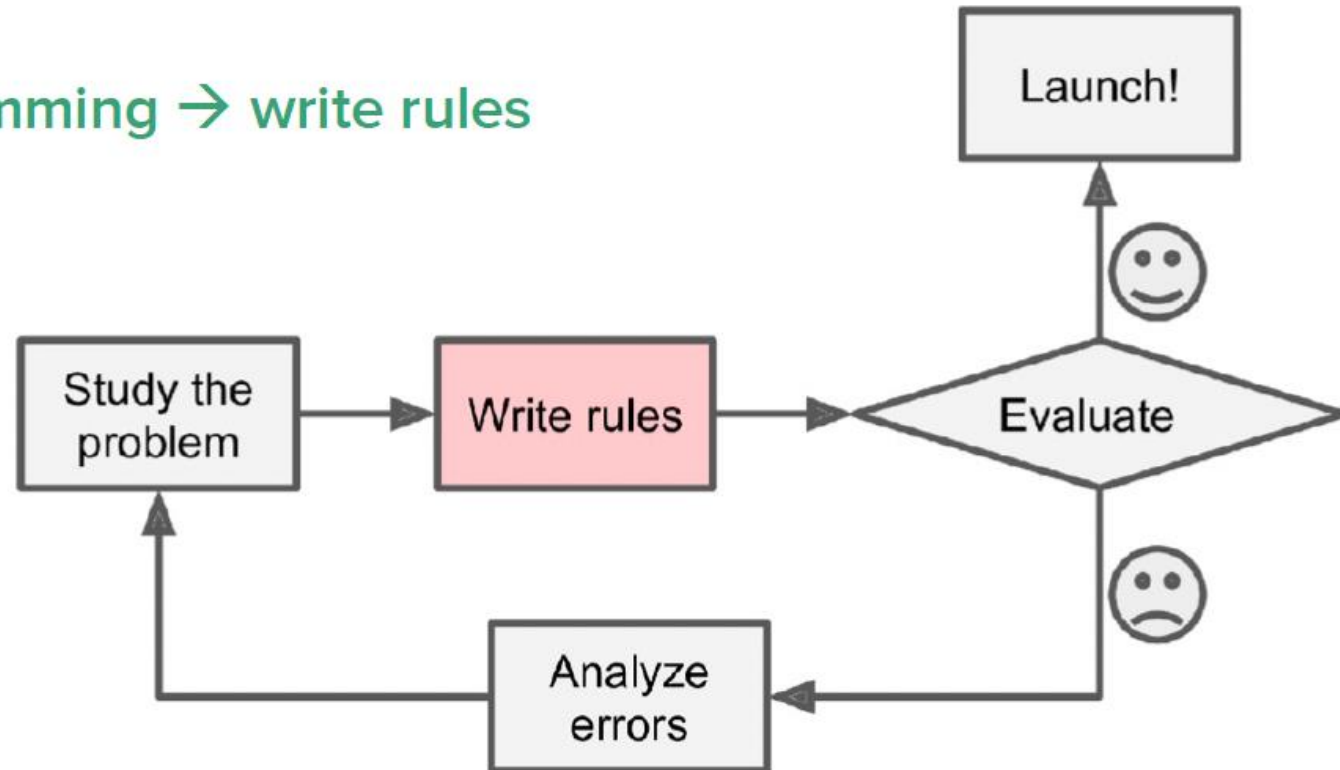 mming → write rules
Launch!
Study the
problem
Write rules
Evaluate
Analyze
errors